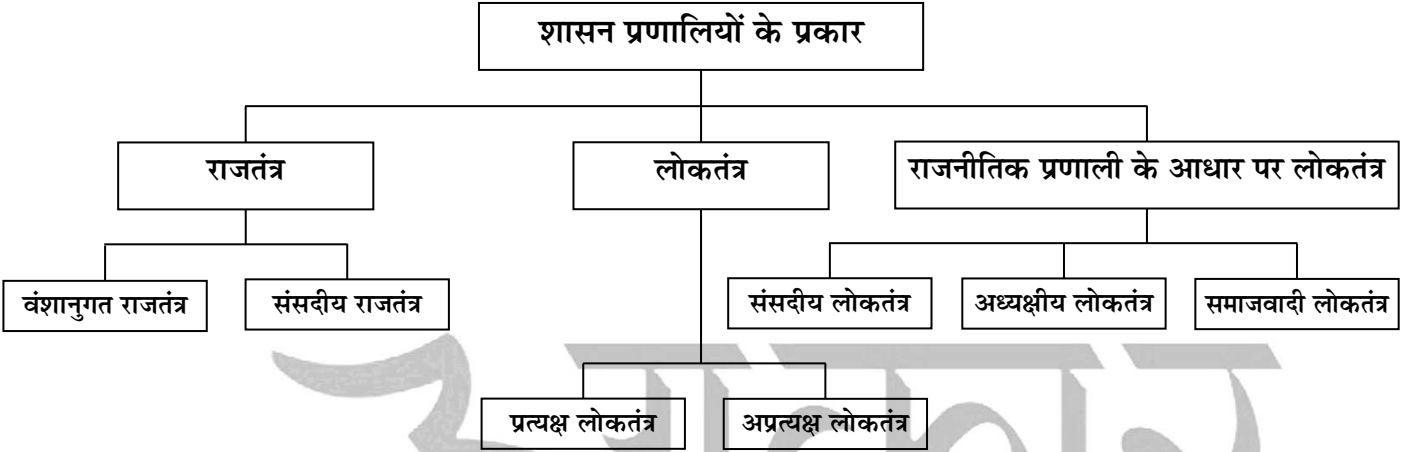 शासन प्रणालियों के प्रकार
राजतंत्र
लोकतंत्र
राजनीतिक प्रणाली के आधार पर लोकतंत्र
वंशानुगत राजतंत्र
संसदीय राजतंत्र
संसदीय लोकतंत्र
अध्यक्षीय लोकतंत्र
समाजवादी लोकतंत्र
प्रत्यक्ष लोकतंत्र
अप्रत्यक्ष लोकतंत्र